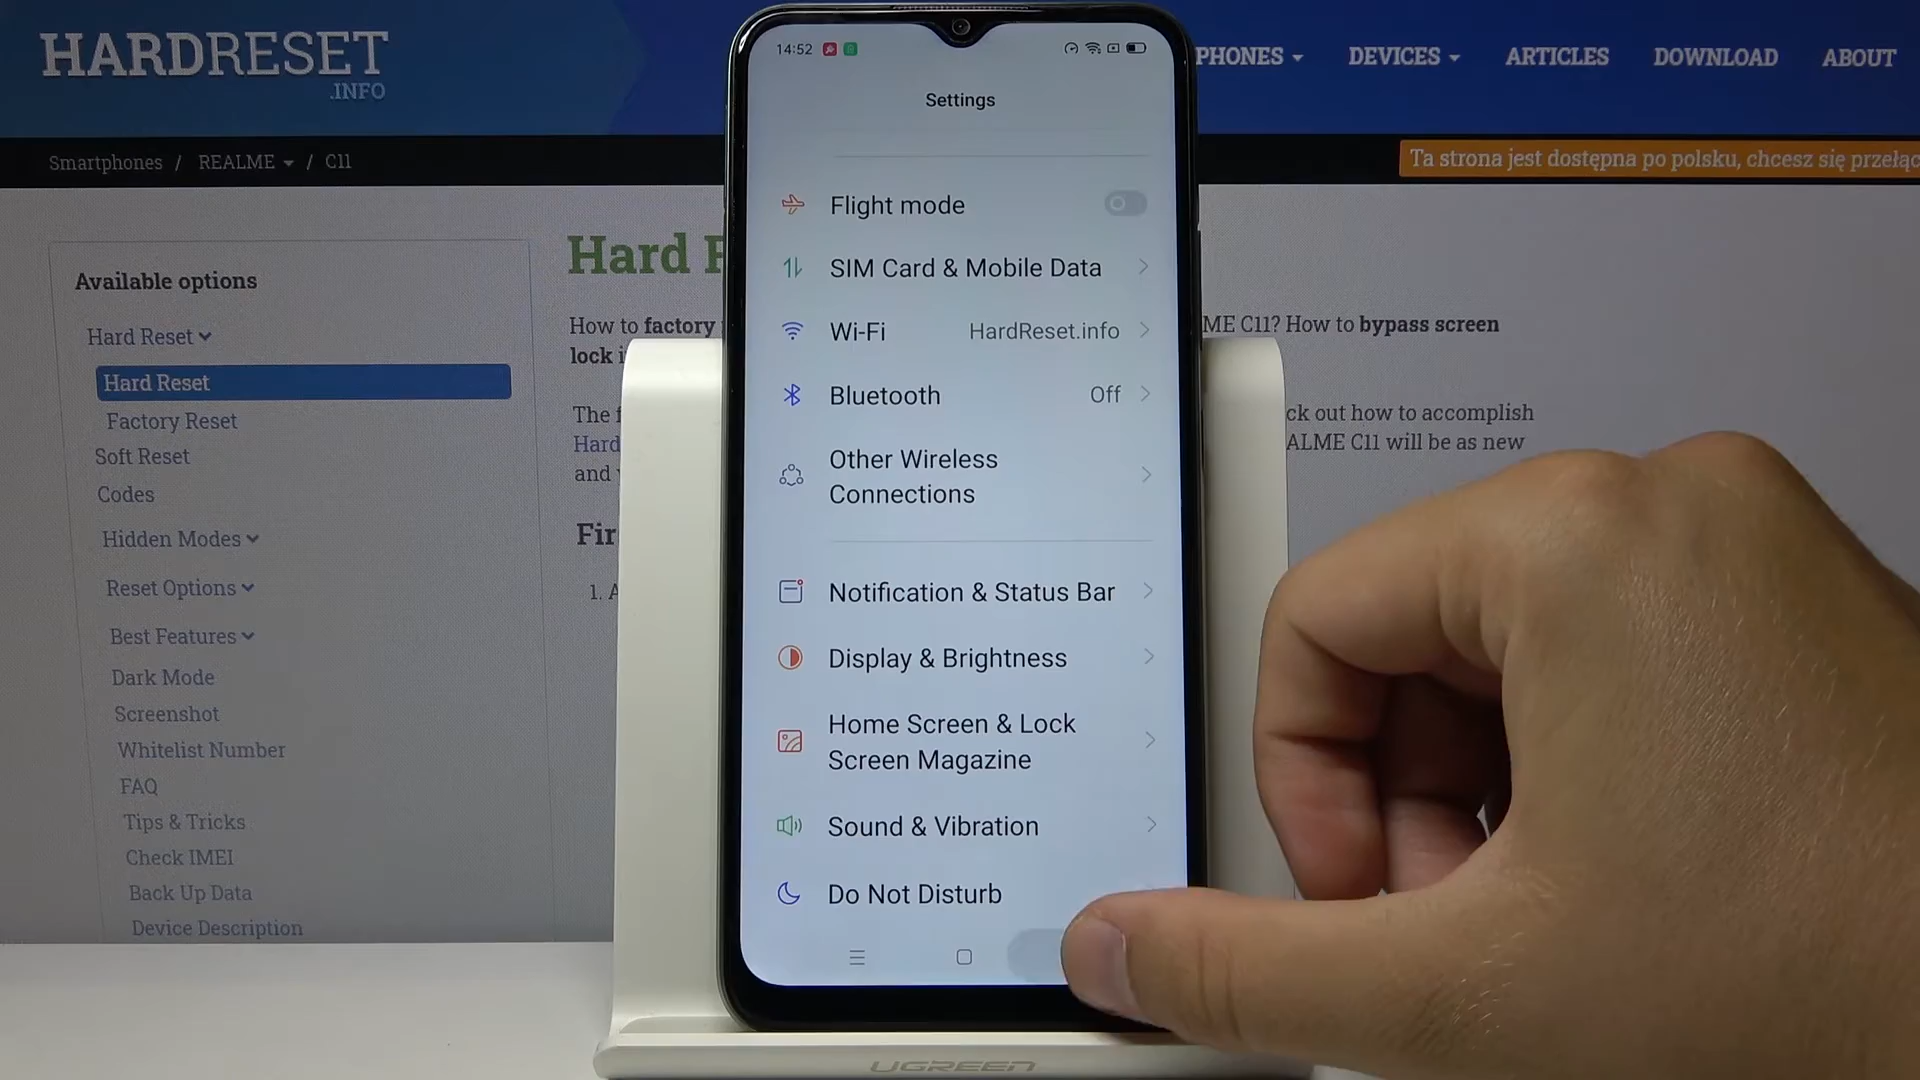 HARDRESET
.INFO
PHONES
DEVICES
ARTICLES
DOWNLOAD
ABOUT
Smartphones / REALME / C11
Ta strona jest dostępna po polsku, chcesz się
Available options
Hard Reset
Hard Reset
Factory Reset
Soft Reset
Codes
Hidden Modes
Reset Options
Best Features
Dark Mode
Screenshot
Whitelist Number
FAQ
Tips & Tricks
Check IMEI
Back Up Data
Device Description
Hard
How to factory
lock
The
Hard
and
1. A
C11? How to bypass screen
out how to accomplish
C11 will be as new
14:52
Settings
Flight mode
SIM Card & Mobile Data
Wi-Fi HardReset.info
Bluetooth Off
Other Wireless
Connections
Notification & Status Bar
Display & Brightness
Home Screen & Lock
Screen Magazine
Sound & Vibration
Do Not Disturb
UGREEN